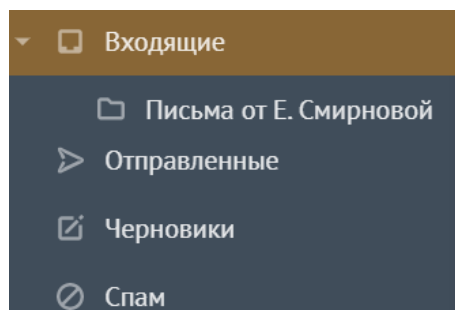 Входящие
Письма от Е. Смирновой
Отправленные
Черновики
Спам